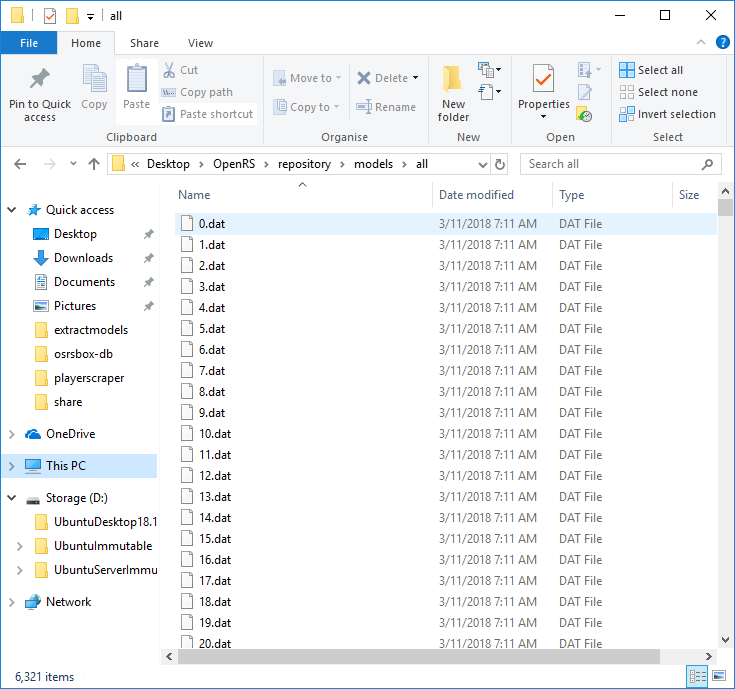 all
File Home Share View
Pin to Quick access
Copy
Paste
Cut
Copy path
Paste shortcut
Clipboard
Move to
Copy to
Delete
Rename
Organise
New folder
New
Properties
Open
Select all
Select none
Invert selection
Select
« Desktop > OpenRS > repository > models > all
Search all
Quick access
Desktop
Downloads
Documents
Pictures
extractmodels
osrsbox-db
playerscraper
share
OneDrive
This PC
Storage (D:)
UbuntuDesktop18.1
UbuntuImmutable
UbuntuServerImmu
Network
Name Date modified Type Size
0.dat 3/11/2018 7:11 AM DAT File
1.dat 3/11/2018 7:11 AM DAT File
2.dat 3/11/2018 7:11 AM DAT File
3.dat 3/11/2018 7:11 AM DAT File
4.dat 3/11/2018 7:11 AM DAT File
5.dat 3/11/2018 7:11 AM DAT File
6.dat 3/11/2018 7:11 AM DAT File
7.dat 3/11/2018 7:11 AM DAT File
8.dat 3/11/2018 7:11 AM DAT File
9.dat 3/11/2018 7:11 AM DAT File
10.dat 3/11/2018 7:11 AM DAT File
11.dat 3/11/2018 7:11 AM DAT File
12.dat 3/11/2018 7:11 AM DAT File
13.dat 3/11/2018 7:11 AM DAT File
14.dat 3/11/2018 7:11 AM DAT File
15.dat 3/11/2018 7:11 AM DAT File
16.dat 3/11/2018 7:11 AM DAT File
17.dat 3/11/2018 7:11 AM DAT File
18.dat 3/11/2018 7:11 AM DAT File
19.dat 3/11/2018 7:11 AM DAT File
20.dat 3/11/2018 7:11 AM DAT File
6,321 items